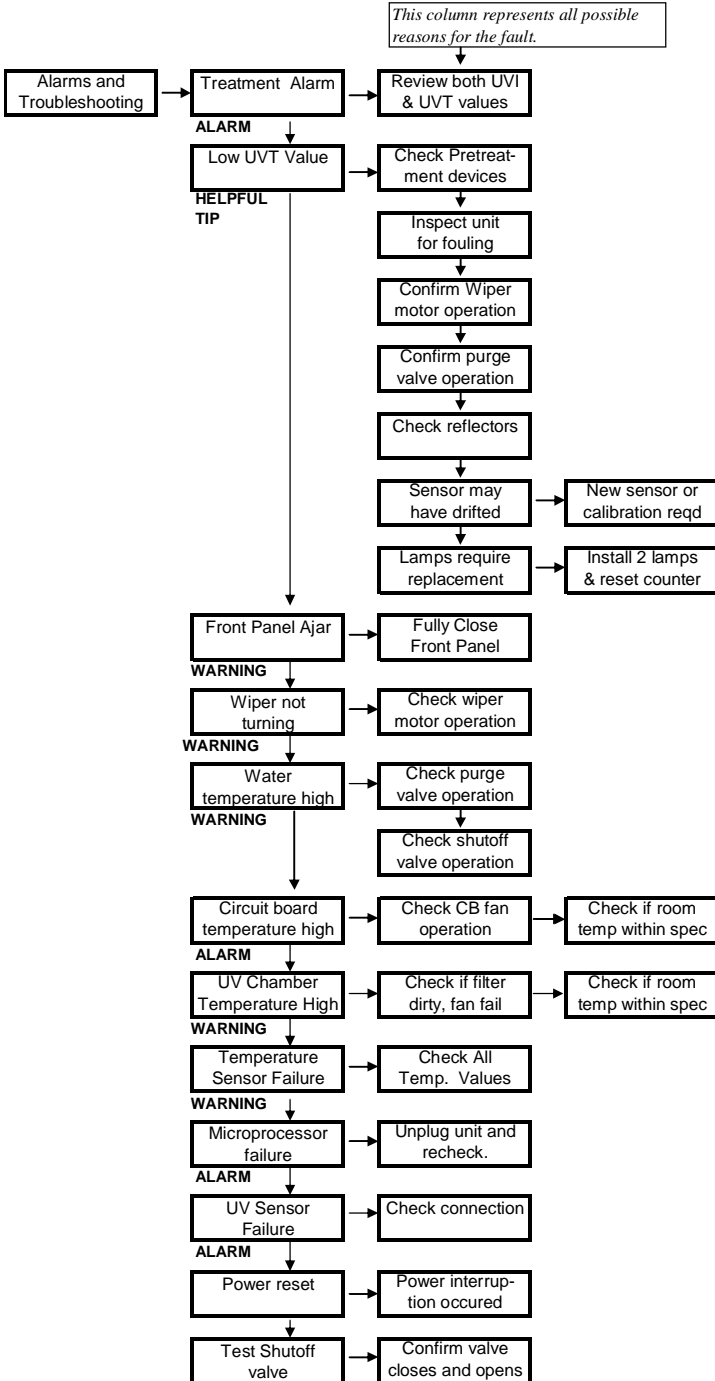 This column represents all possible
reasons for the fault.
Alarms and
Troubleshooting
Treatment Alarm
Review both UVI
& UVT values
ALARM
Low UVT Value
Check Pretreat-
ment devices
HELPFUL
TIP
Inspect unit
for fouling
Confirm Wiper
motor operation
Confirm purge
valve operation
Check reflectors
Sensor may
have drifted
New sensor or
calibration reqd
Lamps require
replacement
Install 2 lamps
& reset counter
Front Panel Ajar
Fully Close
Front Panel
WARNING
Wiper not
turning
Check wiper
motor operation
WARNING
Water
temperature high
Check purge
valve operation
WARNING
Check shutoff
valve operation
Circuit board
temperature high
Check CB fan
operation
Check if room
temp within spec
ALARM
UV Chamber
Temperature High
Check if filter
dirty, fan fail
Check if room
temp within spec
WARNING
Temperature
Sensor Failure
Check All
Temp. Values
WARNING
Microprocessor
failure
Unplug unit and
recheck.
ALARM
UV Sensor
Failure
Check connection
ALARM
Power reset
Power interrup-
tion occured
Test Shutoff
valve
Confirm valve
closes and opens